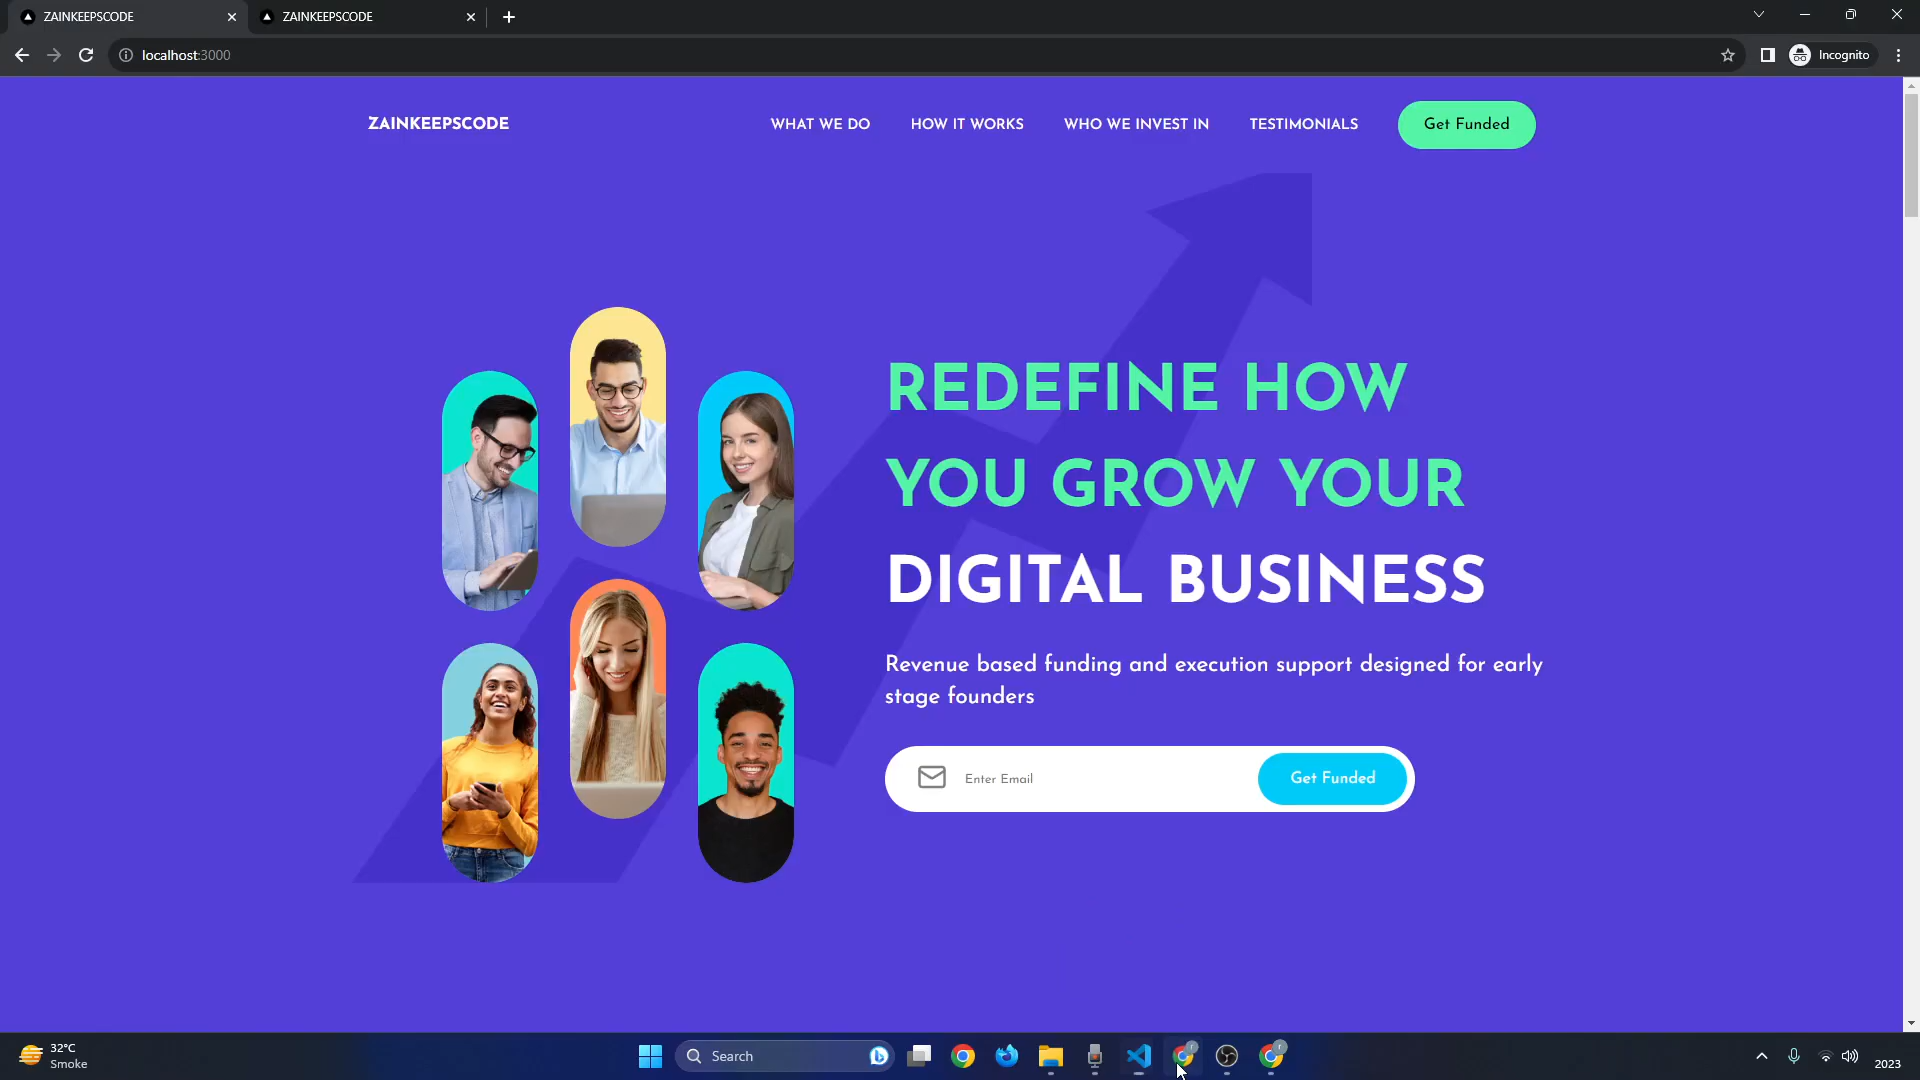 ZAINKEEPSCODE
ZAINKEEPSCODE
localhost:3000
Incognito
ZAINKEEPSCODE
WHAT WE DO
HOW IT WORKS
WHO WE INVEST IN
TESTIMONIALS
Get Funded
REDEFINE HOW
YOU GROW YOUR
DIGITAL BUSINESS
Revenue based funding and execution support designed for early
stage founders
Enter Email
Get Funded
32°C
Smoke
Search
2023